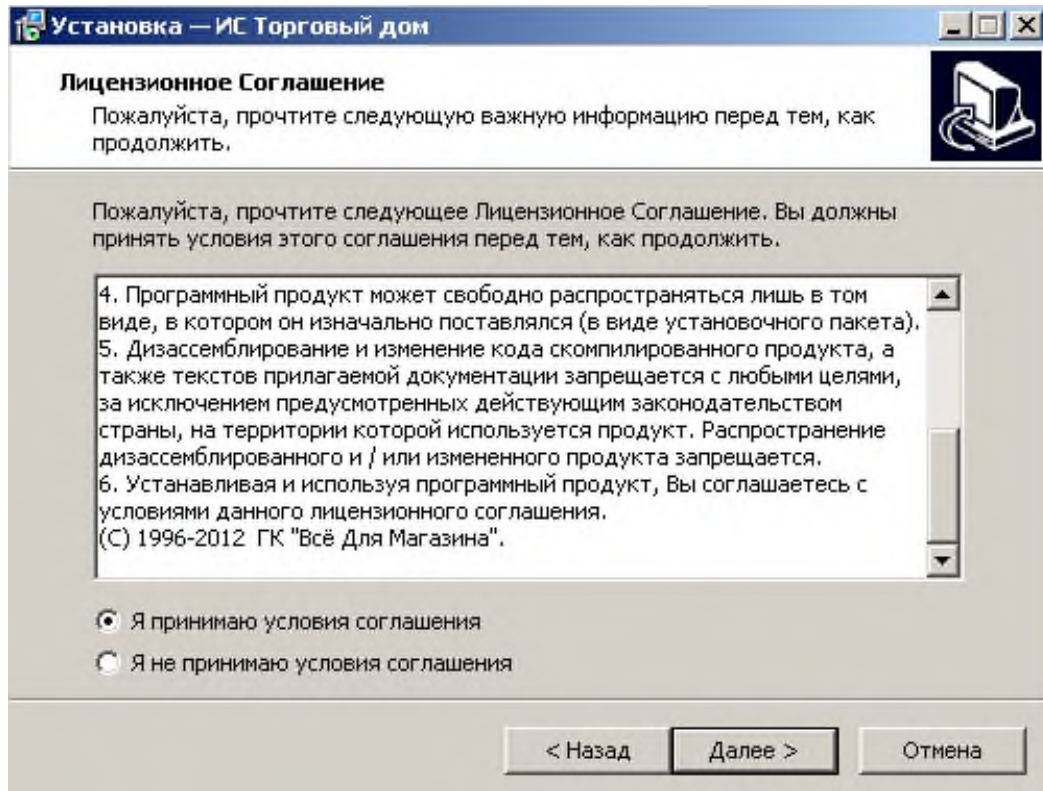 Установка — ИС Торговый дом
Лицензионное Соглашение
Пожалуйста, прочтите следующую важную информацию перед тем, как
продолжить.
Пожалуйста, прочтите следующее Лицензионное Соглашение. Вы должны
принять условия этого соглашения перед тем, как продолжить.
4. Программный продукт может свободно распространяться лишь в том
виде, в котором он изначально поставлялся (в виде установочного пакета).
5. Дизассемблирование и изменение кода скомпилированного продукта, а
также текстов прилагаемой документации запрещается с любыми целями,
за исключением предусмотренных действующим законодательством
страны, на территории которой используется продукт. Распространение
дизассемблированного и / или измененного продукта запрещается.
6. Устанавливая и используя программный продукт, Вы соглашаетесь с
условиями данного лицензионного соглашения.
(C) 1996-2012 ГК "Всё Для Магазина".
Я принимаю условия соглашения
Я не принимаю условия соглашения
< Назад Далее > Отмена